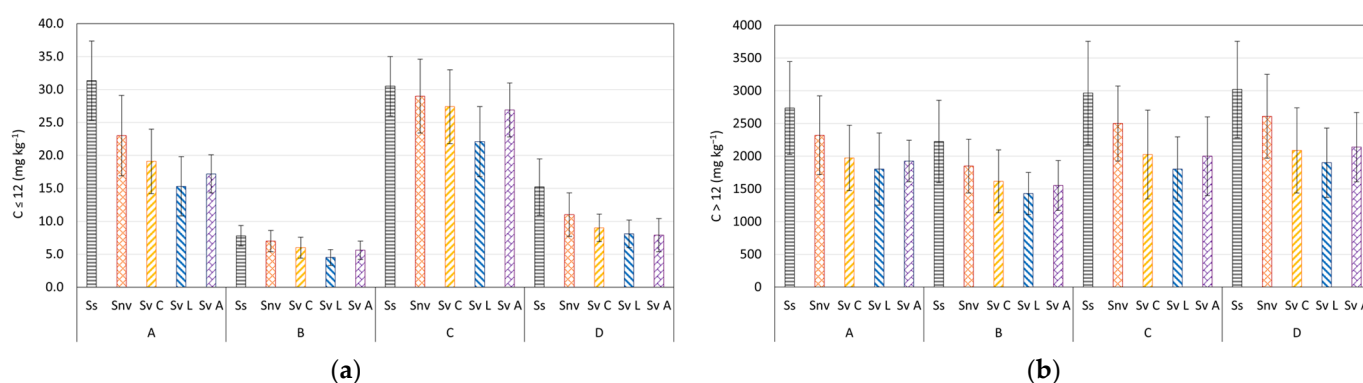 C ≤ 12 (mg kg⁻¹)
40.0
35.0
30.0
25.0
20.0
15.0
10.0
5.0
0.0
Ss Snv Sv C Sv L Sv A Ss Snv Sv C Sv L Sv A Ss Snv Sv C Sv L Sv A Ss Snv Sv C Sv L Sv A
A B C D
(a)
C > 12 (mg kg⁻¹)
4000
3500
3000
2500
2000
1500
1000
500
0
Ss Snv Sv C Sv L Sv A Ss Snv Sv C Sv L Sv A Ss Snv Sv C Sv L Sv A Ss Snv Sv C Sv L Sv A
A B C D
(b)